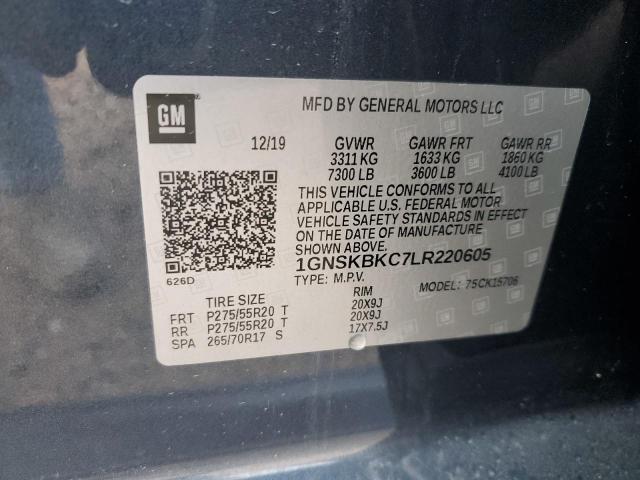 GM
MFD BY GENERAL MOTORS LLC
12/19 GVWR GAWR FRT GAWR RR
3311 KG 1633 KG 1860 KG
7300 LB 3600 LB 4100 LB
THIS VEHICLE CONFORMS TO ALL
APPLICABLE U.S. FEDERAL MOTOR
VEHICLE SAFETY STANDARDS IN EFFECT
ON THE DATE OF MANUFACTURE
SHOWN ABOVE.
1GNSKBKC7LR220605
626D
TYPE: M.P.V. MODEL: 75CK15706
TIRE SIZE RIM
FRT P275/55R20 T 20X9J
RR P275/55R20 T 20X9J
SPA 265/70R17 S 17X7.5J